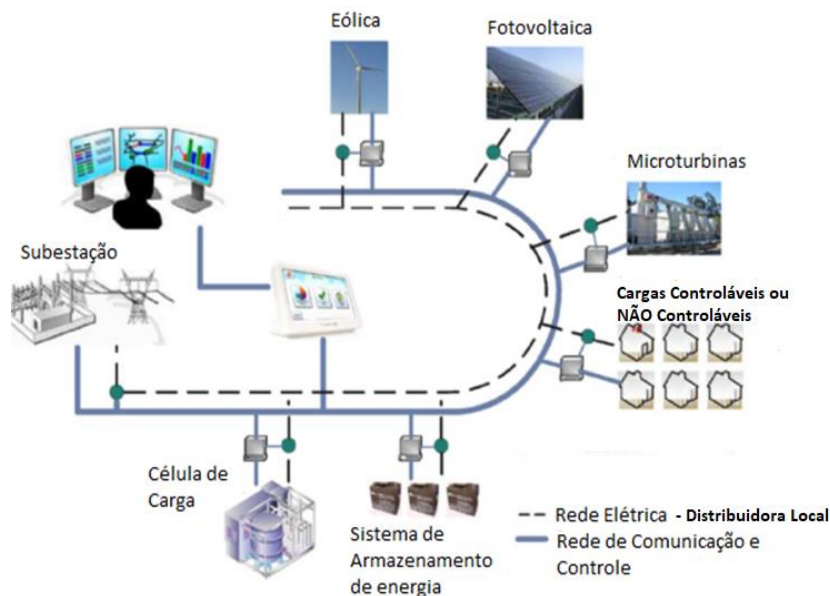 Eólica
Fotovoltaica
Microturbinas
Subestação
Cargas Controláveis ou
NÃO Controláveis
Célula de
Carga
Sistema de
Armazenamento
de energia
Rede Elétrica - Distribuidora Local
Rede de Comunicação e
Controle